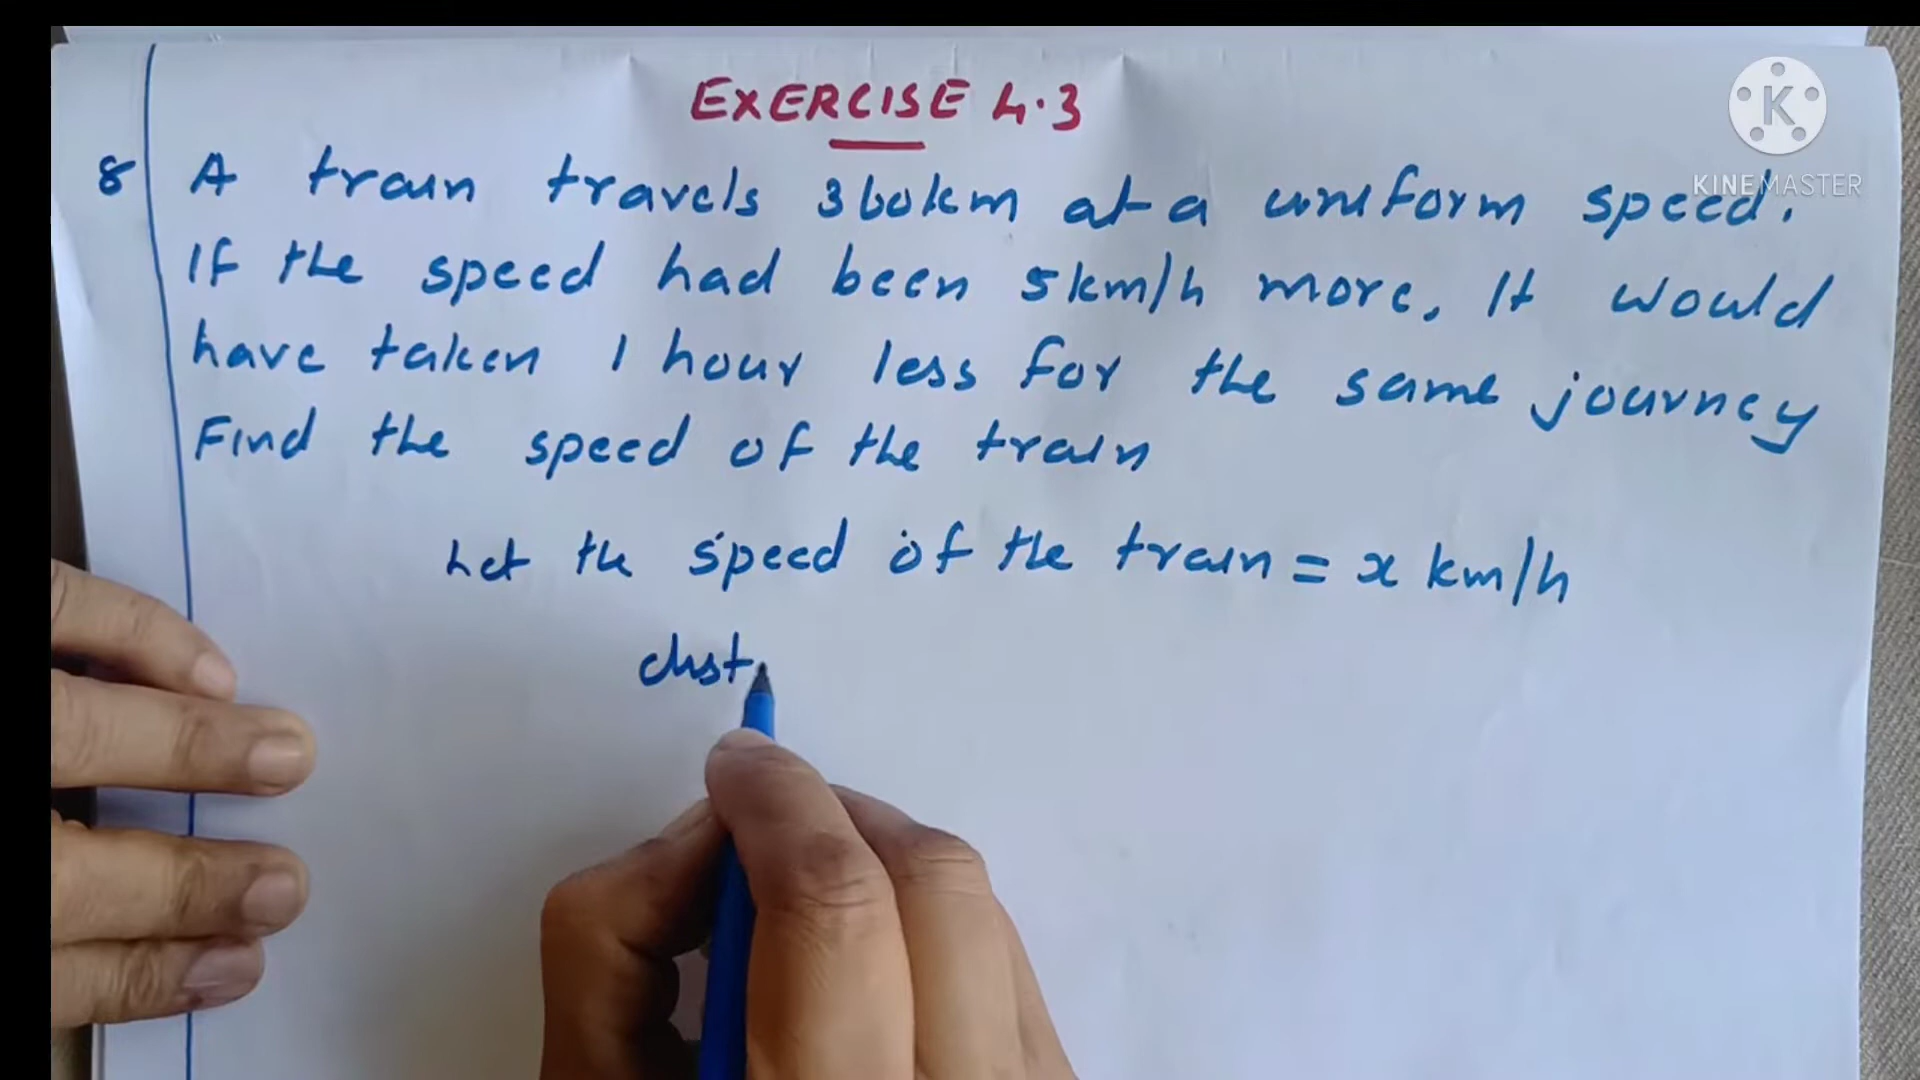 EXERCISE 4.3
8 A train travels 360km at a uniform speed.
If the speed had been 5km/h more, It would
have taken 1 hour less for the same journey
Find the speed of the train
Let the speed of the train = x km/h
dist
K
KINEMASTER